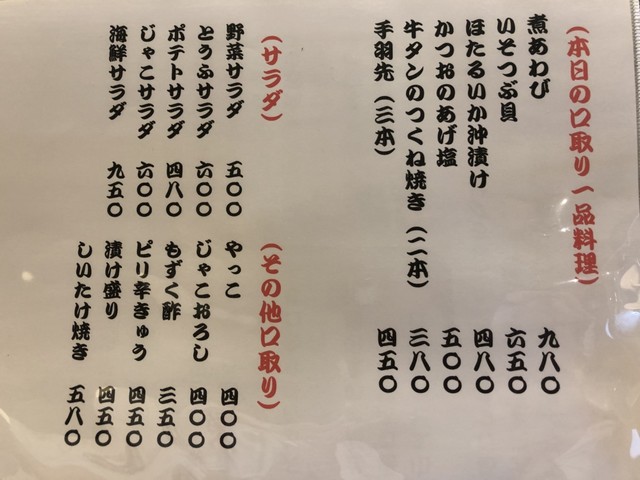 (本日の口取り一品料理)
煮あわび 九八〇
いそつぶ貝 六五〇
ほたるいか沖漬け 四八〇
かつおのあげ塩 五〇〇
牛タンのつくね焼き(二本) 三八〇
手羽先(三本) 四五〇
(サラダ)
野菜サラダ 五〇〇
とうふサラダ 六〇〇
ポテトサラダ 四八〇
じゃこサラダ 六〇〇
海鮮サラダ 九五〇
(その他口取り)
やっこ 四〇〇
じゃこおろし 四〇〇
もずく酢 三五〇
ピリ辛きゅう 四五〇
漬け盛り 四五〇
しいたけ焼き 五八〇